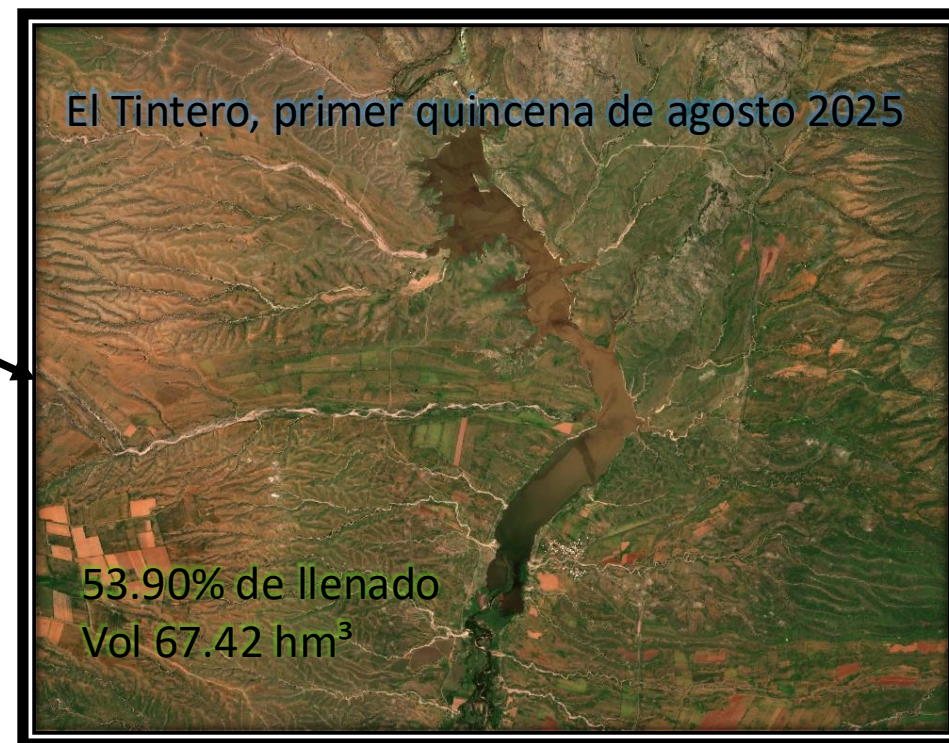 El Tintero, primer quincena de agosto 2025
53.90% de llenado
Vol 67.42 hm³